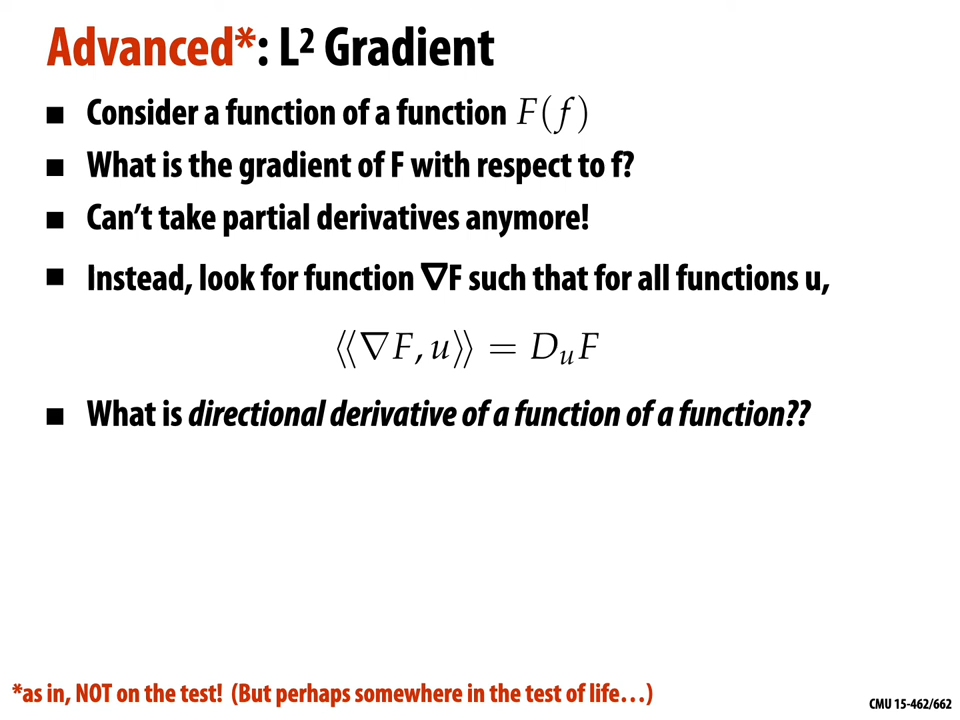 Advanced*: L² Gradient
■ Consider a function of a function F(f)
■ What is the gradient of F with respect to f?
■ Can’t take partial derivatives anymore!
■ Instead, look for function ∇F such that for all functions u,
⟪∇F, u⟫ = DᵤF
■ What is directional derivative of a function of a function??
*as in, NOT on the test! (But perhaps somewhere in the test of life…)
CMU 15-462/662